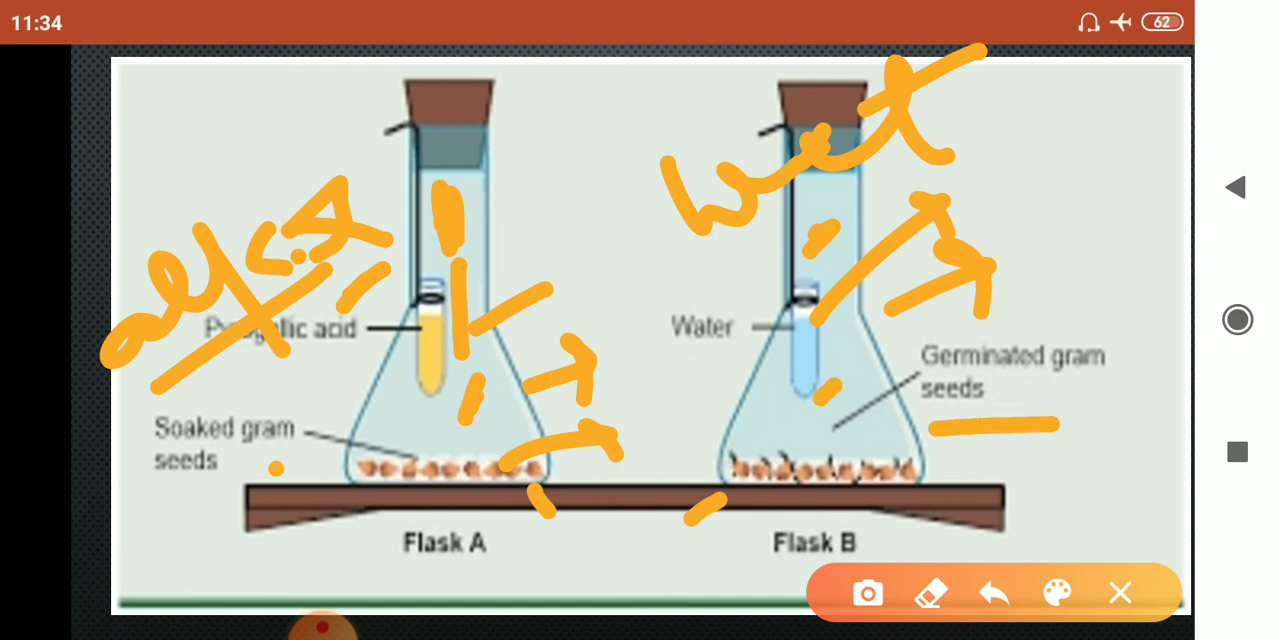 11:34
62
wet
Pyrogallic acid
Water
Germinated gram
seeds
Soaked gram
seeds
Flask A
Flask B